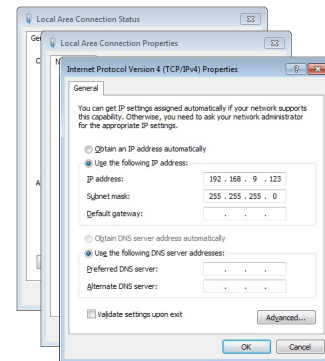 Local Area Connection Status
Local Area Connection Properties
Internet Protocol Version 4 (TCP/IPv4) Properties
General
You can get IP settings assigned automatically if your network supports
this capability. Otherwise, you need to ask your network administrator
for the appropriate IP settings.
Obtain an IP address automatically
Use the following IP address:
IP address: 192 . 168 . 9 . 123
Subnet mask: 255 . 255 . 255 . 0
Default gateway: . . .
Obtain DNS server address automatically
Use the following DNS server addresses:
Preferred DNS server: . . .
Alternate DNS server: . . .
Validate settings upon exit
Advanced...
OK Cancel